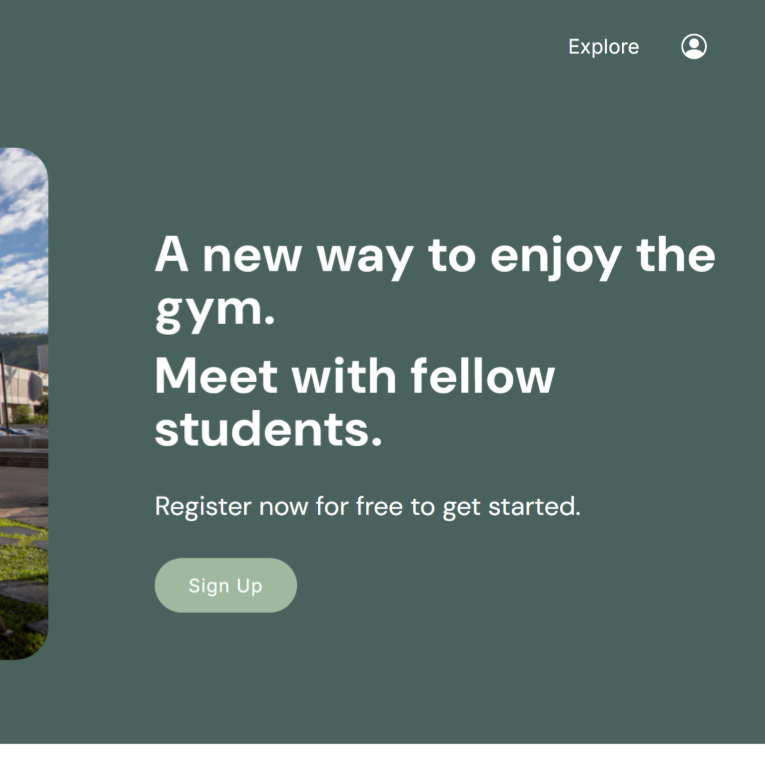 Explore
A new way to enjoy the
gym.
Meet with fellow
students.
Register now for free to get started.
Sign Up